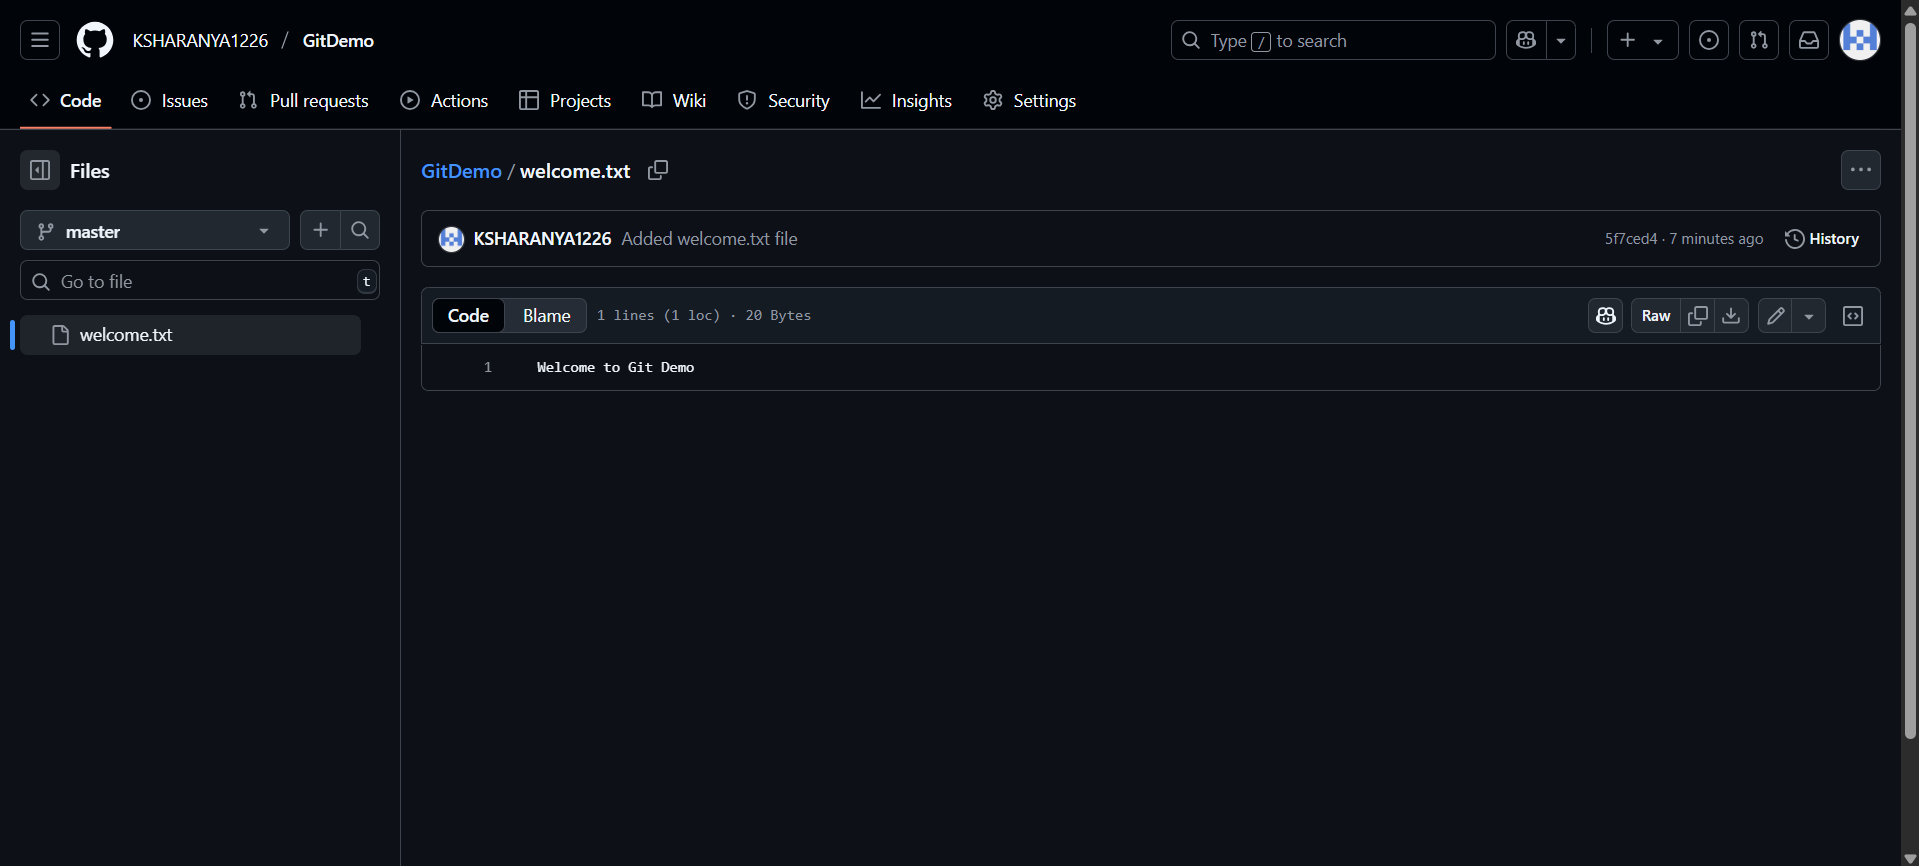 KSHARANYA1226 / GitDemo
Type / to search
Code Issues Pull requests Actions Projects Wiki Security Insights Settings
Files
master
Go to file t
welcome.txt
GitDemo / welcome.txt
KSHARANYA1226 Added welcome.txt file 5f7ced4 · 7 minutes ago History
Code Blame 1 lines (1 loc) · 20 Bytes Raw
1 Welcome to Git Demo